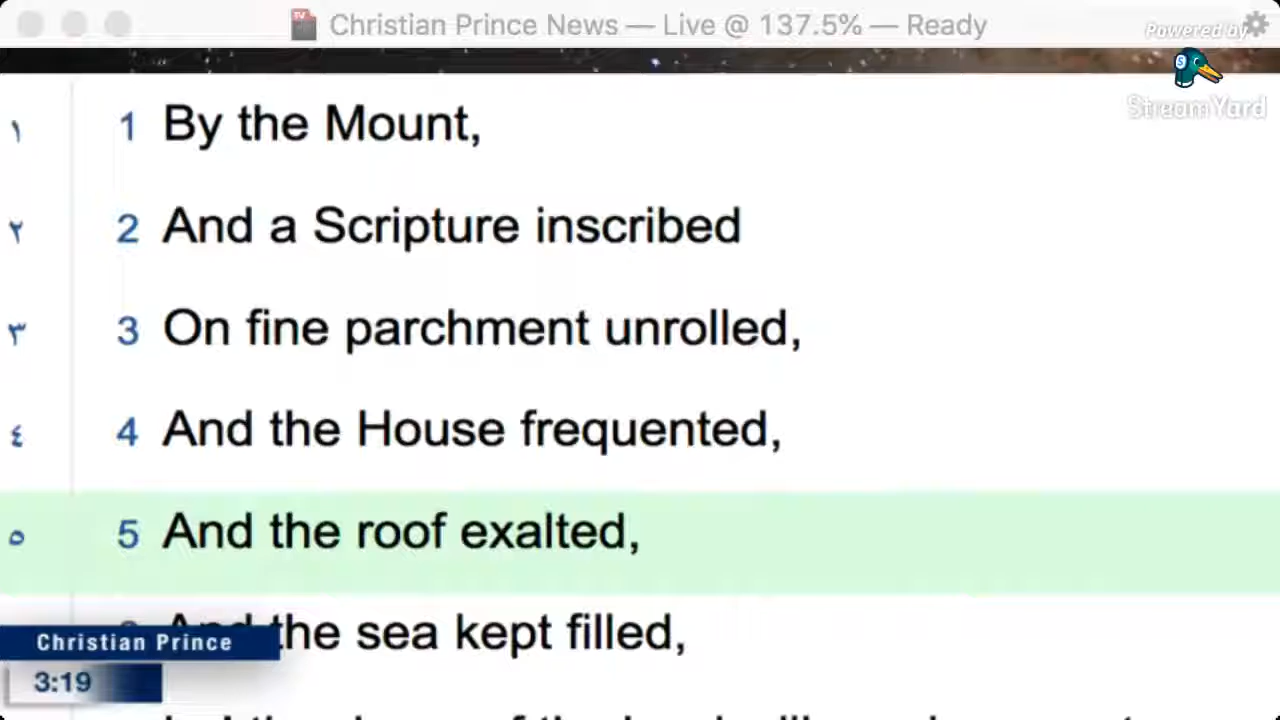 Christian Prince News — Live @ 137.5% — Ready
Powered by
StreamYard
١ 1 By the Mount,
٢ 2 And a Scripture inscribed
٣ 3 On fine parchment unrolled,
٤ 4 And the House frequented,
٥ 5 And the roof exalted,
And the sea kept filled,
Christian Prince
3:19